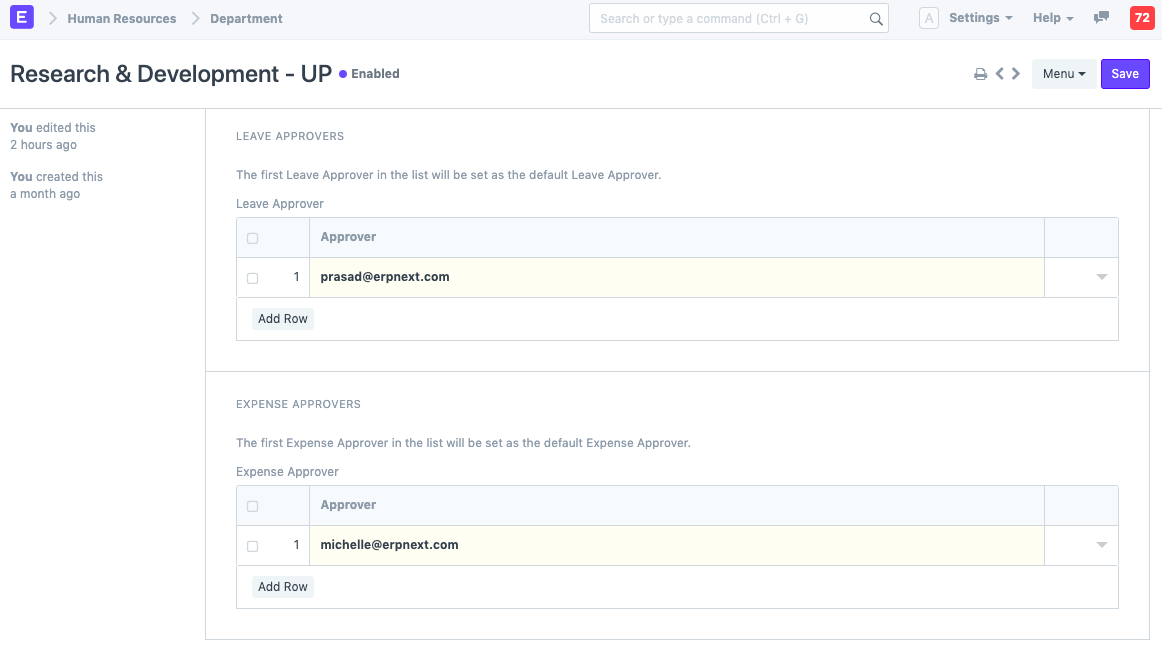 E Human Resources Department Search or type a command (Ctrl + G) A Settings Help 72
Research & Development - UP Enabled Menu Save
You edited this
2 hours ago
You created this
a month ago
LEAVE APPROVERS
The first Leave Approver in the list will be set as the default Leave Approver.
Leave Approver
Approver
1 prasad@erpnext.com
Add Row
EXPENSE APPROVERS
The first Expense Approver in the list will be set as the default Expense Approver.
Expense Approver
Approver
1 michelle@erpnext.com
Add Row